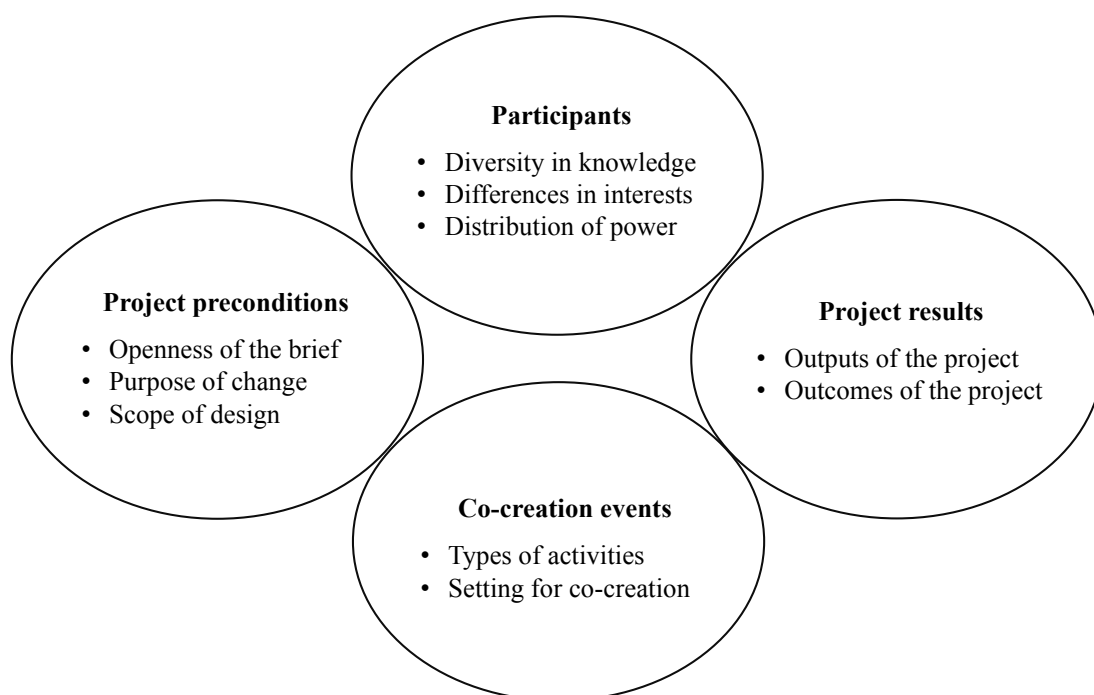 Participants
• Diversity in knowledge
• Differences in interests
• Distribution of power
Project preconditions
• Openness of the brief
• Purpose of change
• Scope of design
Project results
• Outputs of the project
• Outcomes of the project
Co-creation events
• Types of activities
• Setting for co-creation